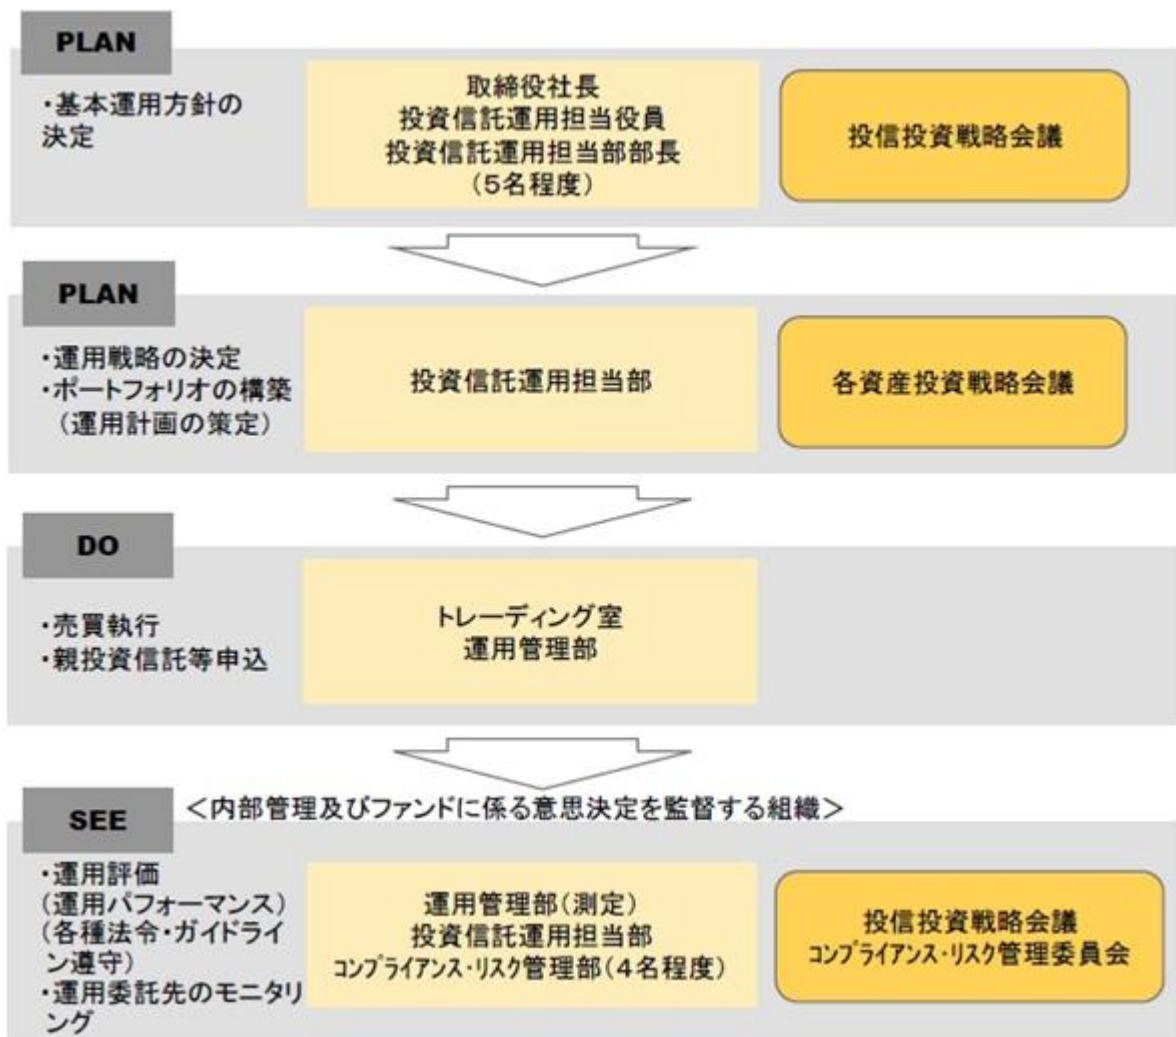 PLAN
・基本運用方針の
決定
取締役社長
投資信託運用担当役員
投資信託運用担当部部長
(5名程度)
投信投資戦略会議
PLAN
・運用戦略の決定
・ポートフォリオの構築
(運用計画の策定)
投資信託運用担当部
各資産投資戦略会議
DO
・売買執行
・親投資信託等申込
トレーディング室
運用管理部
SEE
<内部管理及びファンドに係る意思決定を監督する組織>
・運用評価
(運用パフォーマンス)
(各種法令・ガイドライ
ン遵守)
・運用委託先のモニタリ
ング
運用管理部(測定)
投資信託運用担当部
コンプライアンス・リスク管理部(4名程度)
投信投資戦略会議
コンプライアンス・リスク管理委員会